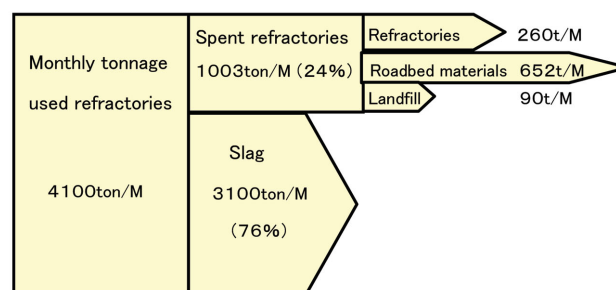 Monthly tonnage
used refractories
4100ton/M
Spent refractories
1003ton/M (24%)
Slag
3100ton/M
(76%)
Refractories 260t/M
Roadbed materials 652t/M
Landfill 90t/M